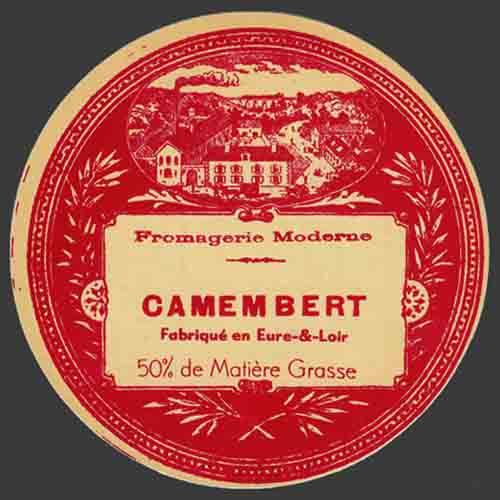 Fromagerie Moderne
CAMEMBERT
Fabriqué en Eure-&-Loir
50% de Matière Grasse